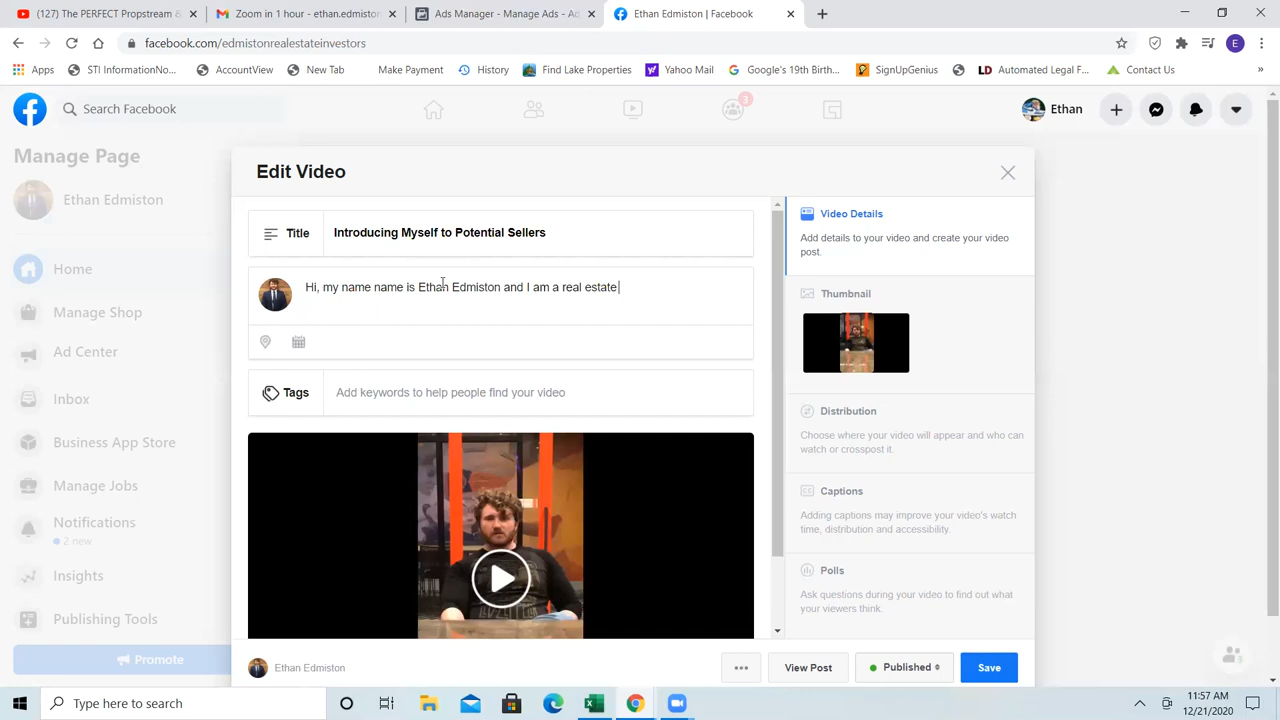 (127) The PERFECT Propstream &
Zoom in 1 hour - ethan.edmiston
Ads Manager - Manage Ads - Ad
Ethan Edmiston | Facebook
facebook.com/edmistonrealestateinvestors
E
Apps
STI InformationNo...
AccountView
New Tab
Make Payment
History
Find Lake Properties
Yahoo Mail
Google's 19th Birth...
SignUpGenius
LD Automated Legal F...
Contact Us
»
Search Facebook
3
Ethan
Manage Page
Ethan Edmiston
Home
Manage Shop
Ad Center
Inbox
Business App Store
Manage Jobs
Notifications
2 new
Insights
Publishing Tools
Promote
Edit Video
Title
Introducing Myself to Potential Sellers
Hi, my name name is Ethan Edmiston and I am a real estate
Tags
Add keywords to help people find your video
Ethan Edmiston
View Post
Published
Save
Video Details
Add details to your video and create your video
post.
Thumbnail
Distribution
Choose where your video will appear and who can
watch or crosspost it.
CC
Captions
Adding captions may improve your video's watch
time, distribution and accessibility.
Polls
Ask questions during your video to find out what
your viewers think.
Type here to search
11:57 AM
12/21/2020